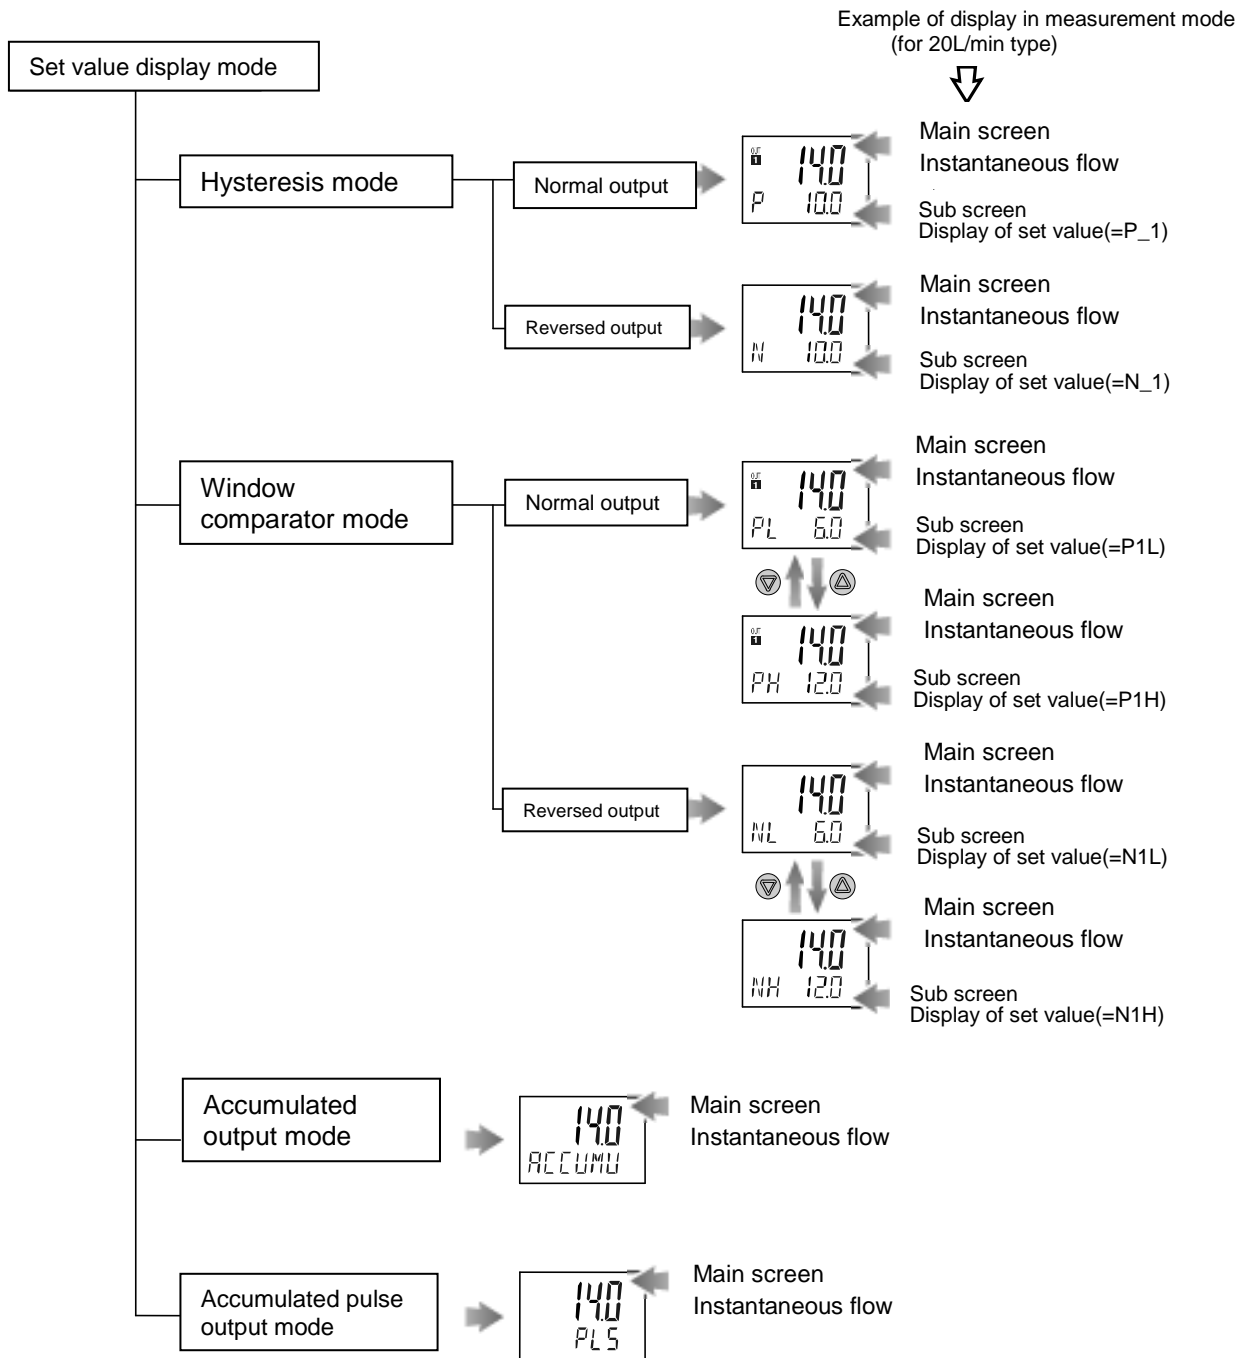 Example of display in measurement mode
(for 20L/min type)
Set value display mode
Hysteresis mode
Normal output
OUT
1
14.0
P 10.0
Main screen
Instantaneous flow
Sub screen
Display of set value(=P_1)
Reversed output
14.0
N 10.0
Main screen
Instantaneous flow
Sub screen
Display of set value(=N_1)
Window
comparator mode
Normal output
OUT
1
14.0
PL 6.0
Main screen
Instantaneous flow
Sub screen
Display of set value(=P1L)
OUT
1
14.0
PH 12.0
Main screen
Instantaneous flow
Sub screen
Display of set value(=P1H)
Reversed output
14.0
NL 6.0
Main screen
Instantaneous flow
Sub screen
Display of set value(=N1L)
14.0
NH 12.0
Main screen
Instantaneous flow
Sub screen
Display of set value(=N1H)
Accumulated
output mode
14.0
ACCUMU
Main screen
Instantaneous flow
Accumulated pulse
output mode
14.0
PLS
Main screen
Instantaneous flow